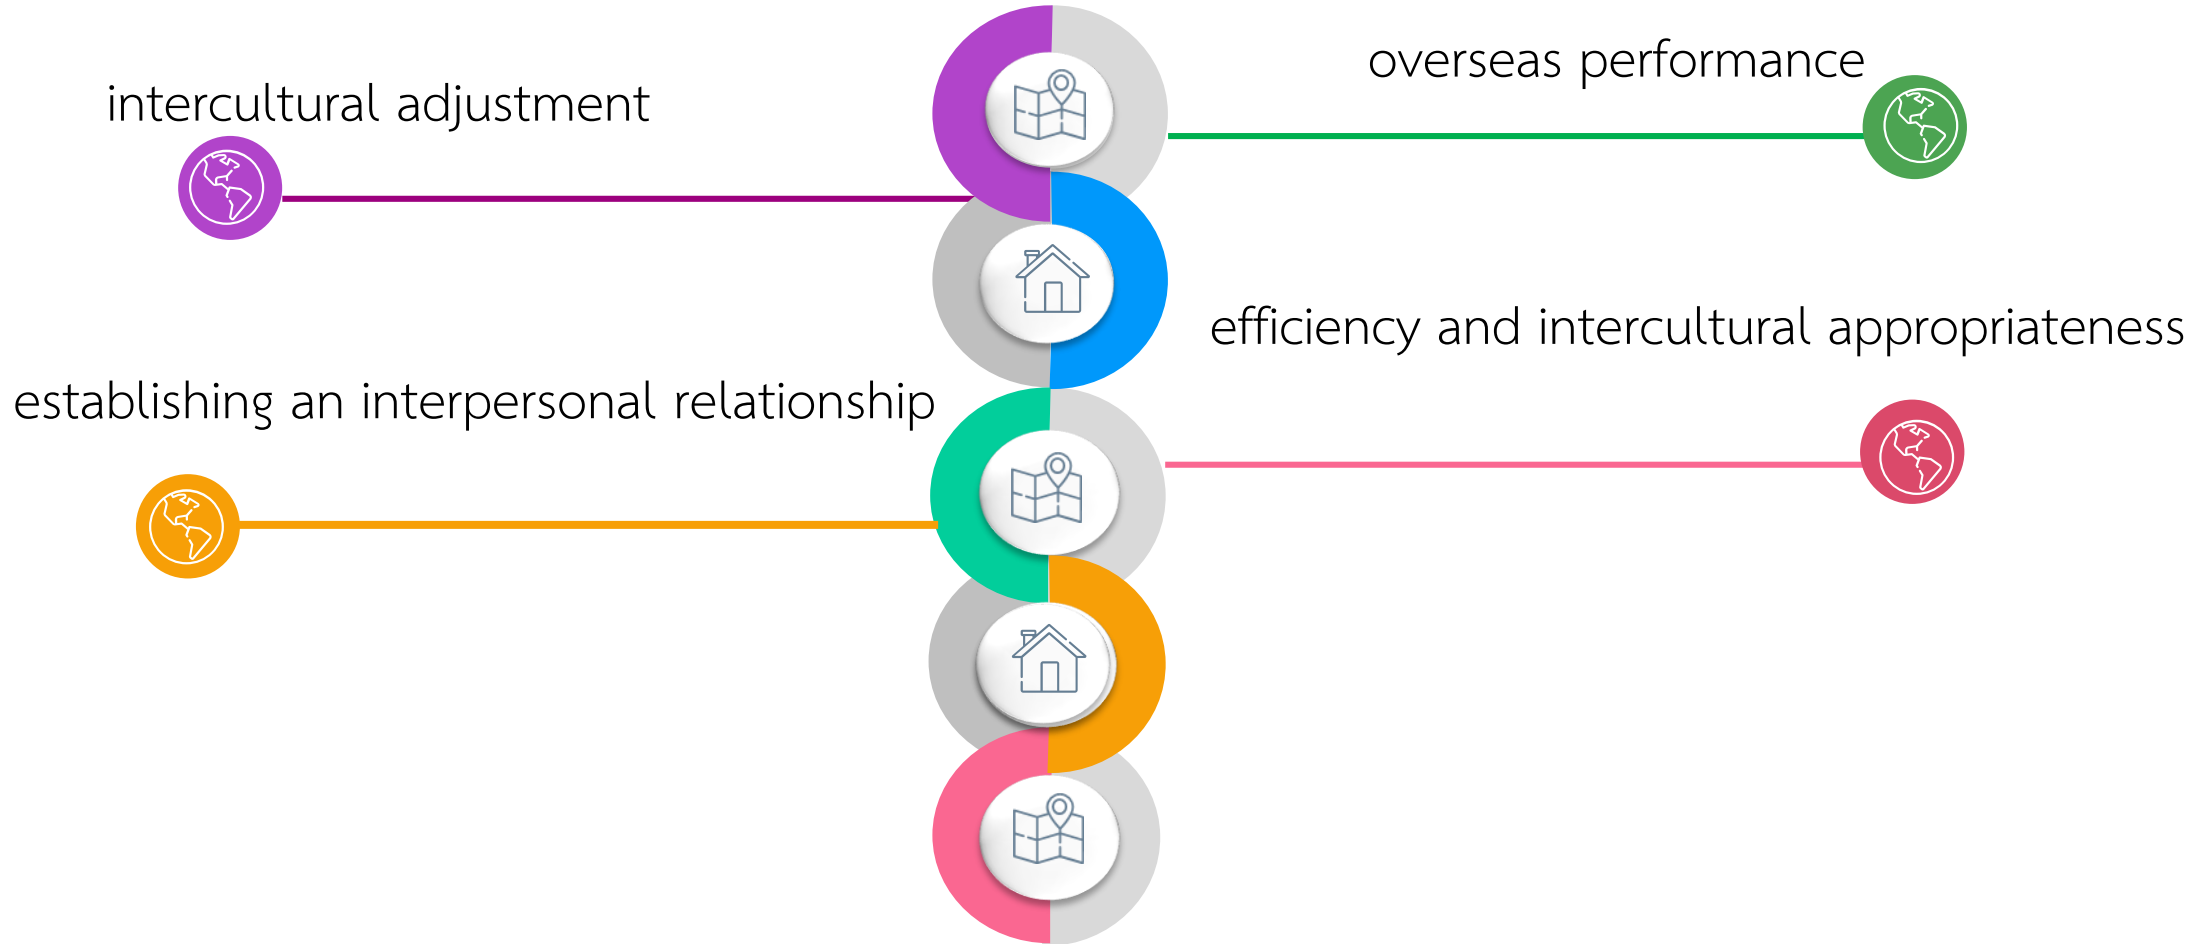 intercultural adjustment
overseas performance
establishing an interpersonal relationship
efficiency and intercultural appropriateness